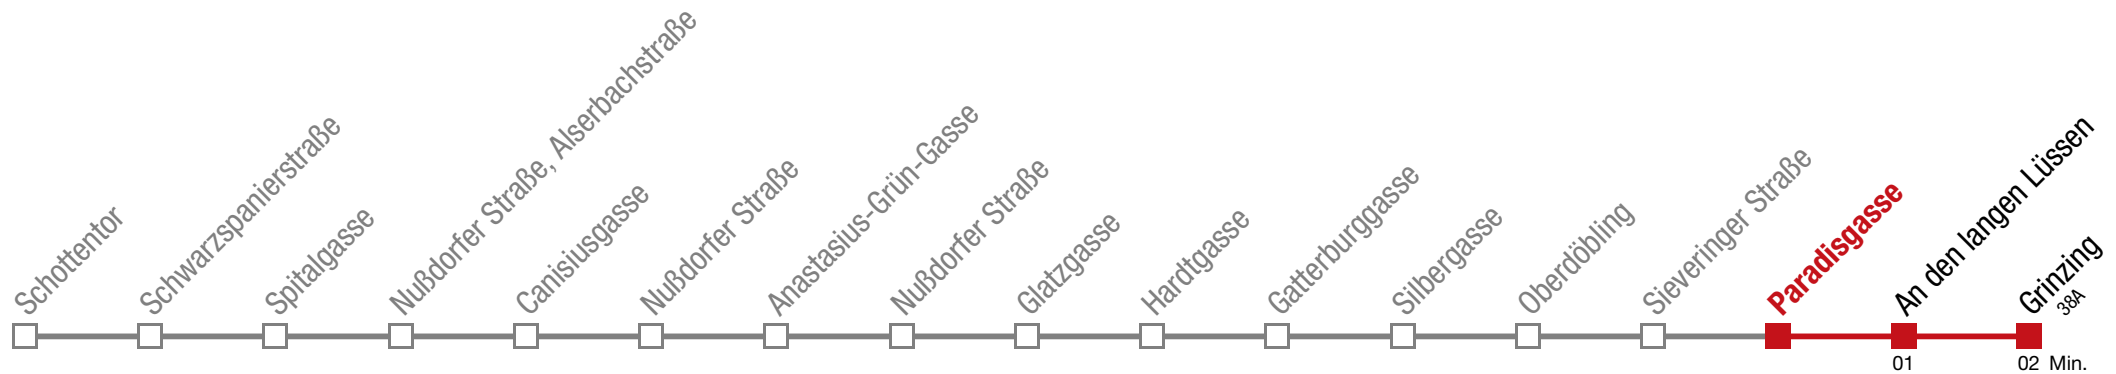 Schottentor
Schwarzspanierstraße
Spitalgasse
Nußdorfer Straße, Alserbachstraße
Canisiusgasse
Nußdorfer Straße
Anastasius-Grün-Gasse
Nußdorfer Straße
Glatzgasse
Hardtgasse
Gatterburggasse
Silbergasse
Oberdöbling
Sieveringer Straße
Paradisgasse
An den langen Lüssen
Grinzing
38A
01
02 Min.